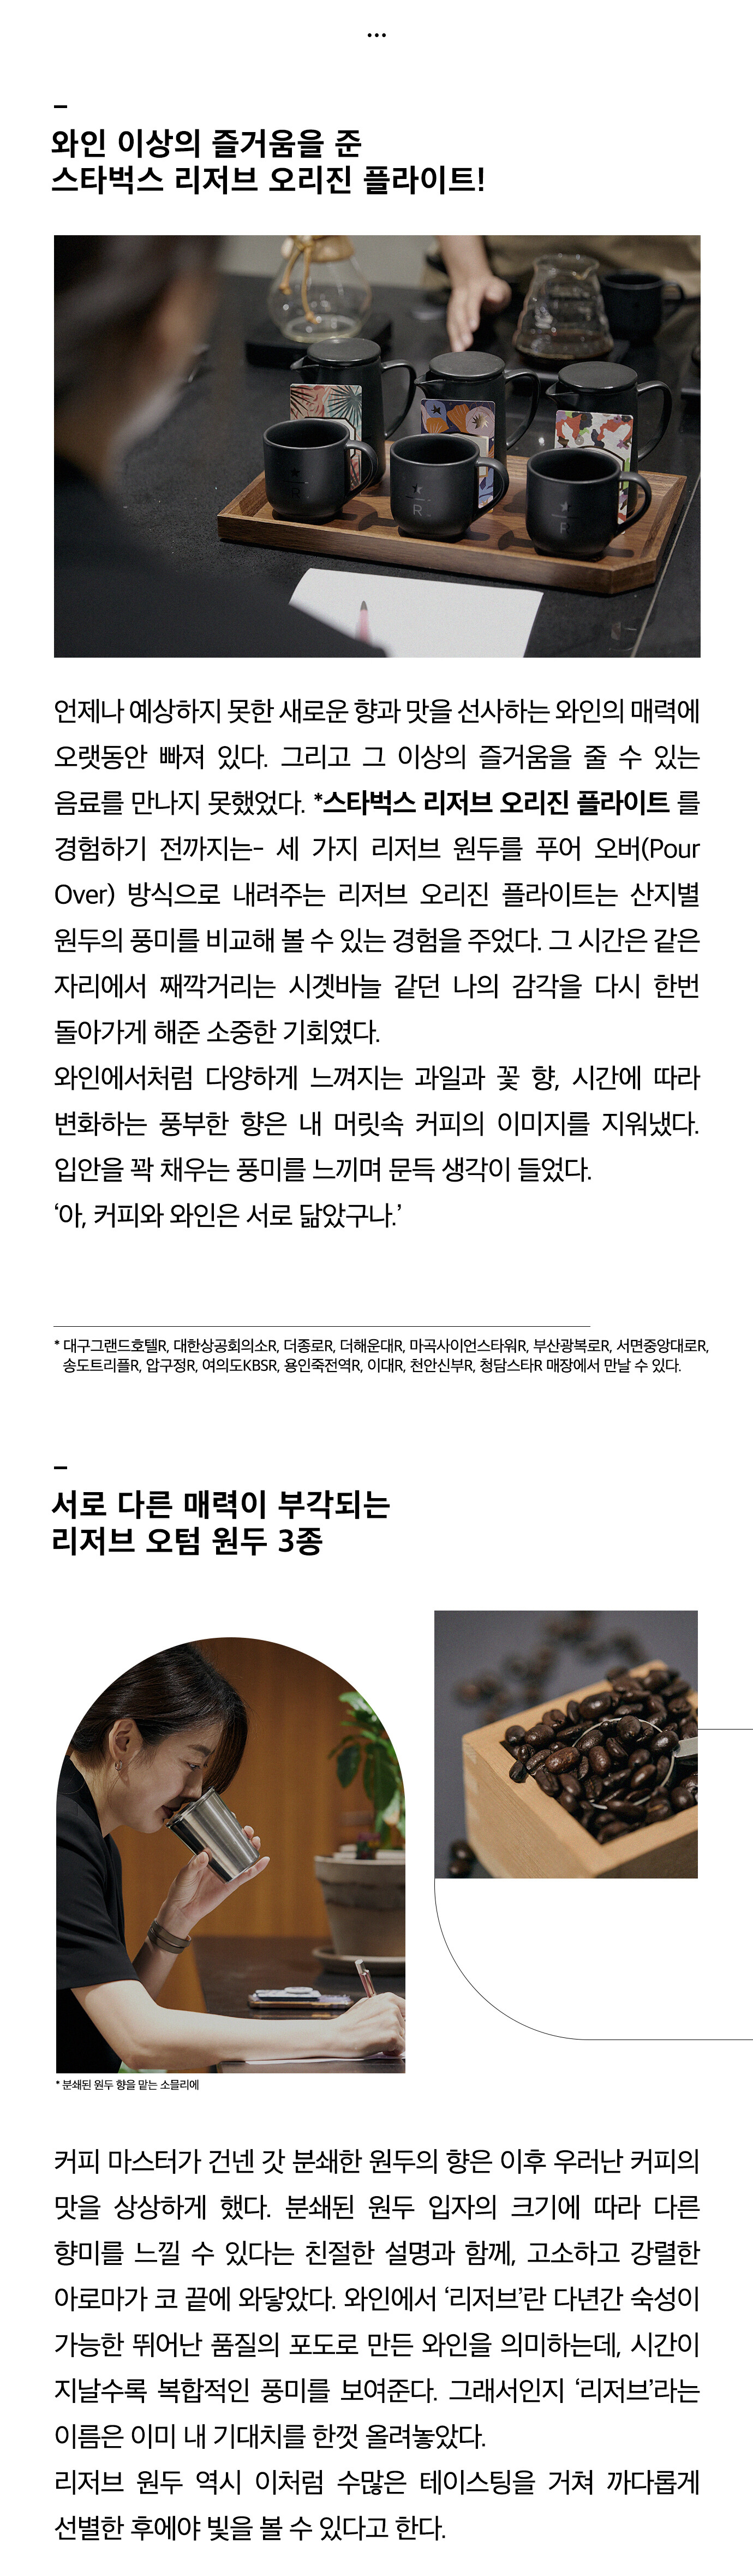 ...
와인 이상의 즐거움을 준
스타벅스 리저브 오리진 플라이트!
R
R
R
언제나 예상하지 못한 새로운 향과 맛을 선사하는 와인의 매력에
오랫동안 빠져 있다. 그리고 그 이상의 즐거움을 줄 수 있는
음료를 만나지 못했었다. *스타벅스 리저브 오리진 플라이트 를
경험하기 전까지는- 세 가지 리저브 원두를 푸어 오버(Pour
Over) 방식으로 내려주는 리저브 오리진 플라이트는 산지별
원두의 풍미를 비교해 볼 수 있는 경험을 주었다. 그 시간은 같은
자리에서 째깍거리는 시곗바늘 같던 나의 감각을 다시 한번
돌아가게 해준 소중한 기회였다.
와인에서처럼 다양하게 느껴지는 과일과 꽃 향, 시간에 따라
변화하는 풍부한 향은 내 머릿속 커피의 이미지를 지워냈다.
입안을 꽉 채우는 풍미를 느끼며 문득 생각이 들었다.
‘아, 커피와 와인은 서로 닮았구나.’
* 대구그랜드호텔R, 대한상공회의소R, 더종로R, 더해운대R, 마곡사이언스타워R, 부산광복로R, 서면중앙대로R,
송도트리플R, 압구정R, 여의도KBSR, 용인죽전역R, 이대R, 천안신부R, 청담스타R 매장에서 만날 수 있다.
서로 다른 매력이 부각되는
리저브 오텀 원두 3종
* 분쇄된 원두 향을 맡는 소믈리에
커피 마스터가 건넨 갓 분쇄한 원두의 향은 이후 우러난 커피의
맛을 상상하게 했다. 분쇄된 원두 입자의 크기에 따라 다른
향미를 느낄 수 있다는 친절한 설명과 함께, 고소하고 강렬한
아로마가 코 끝에 와닿았다. 와인에서 ‘리저브’란 다년간 숙성이
가능한 뛰어난 품질의 포도로 만든 와인을 의미하는데, 시간이
지날수록 복합적인 풍미를 보여준다. 그래서인지 ‘리저브’라는
이름은 이미 내 기대치를 한껏 올려놓았다.
리저브 원두 역시 이처럼 수많은 테이스팅을 거쳐 까다롭게
선별한 후에야 빛을 볼 수 있다고 한다.